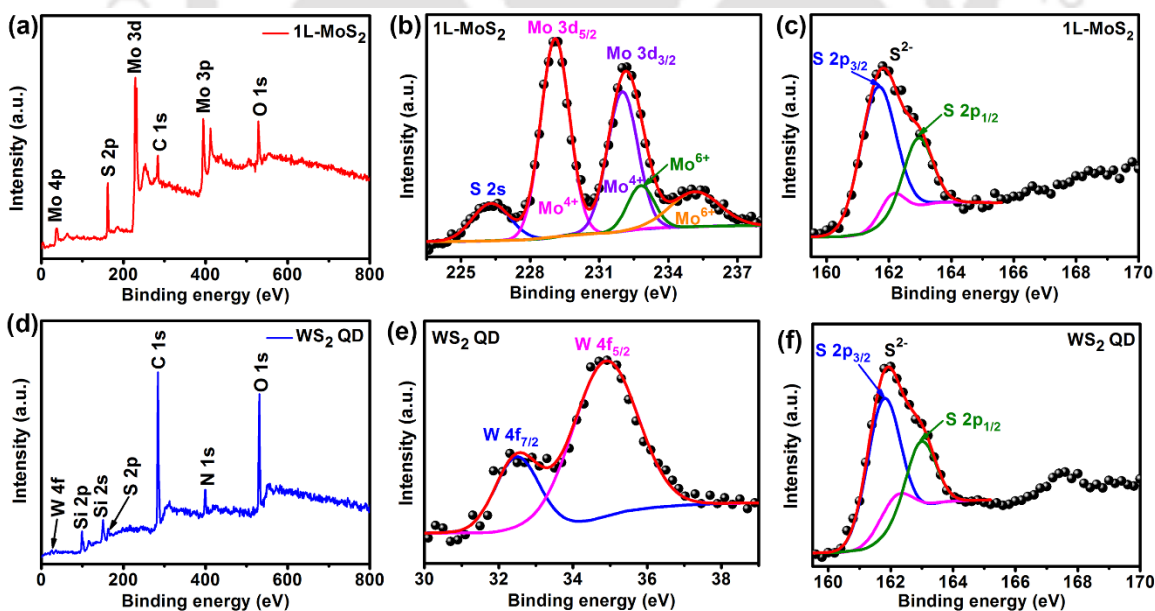 (a)
1L-MoS₂
Mo 4p
S 2p
Mo 3d
C 1s
Mo 3p
O 1s
Intensity (a.u.)
0 200 400 600 800
Binding energy (eV)
(b)
1L-MoS₂
Mo 3d₅/₂
Mo 3d₃/₂
S 2s
Mo⁴⁺
Mo⁴⁺
Mo⁶⁺
Mo⁶⁺
Intensity (a.u.)
225 229 233 237
Binding energy (eV)
(c)
1L-MoS₂
S 2p₃/₂
S²⁻
S 2p₁/₂
Intensity (a.u.)
160 162 164 166 168 170
Binding energy (eV)
(d)
WS₂ QD
W 4f
Si 2p
Si 2s
S 2p
C 1s
N 1s
O 1s
Intensity (a.u.)
0 200 400 600 800
Binding energy (eV)
(e)
WS₂ QD
W 4f₇/₂
W 4f₅/₂
Intensity (a.u.)
30 32 34 36 38
Binding energy (eV)
(f)
WS₂ QD
S 2p₃/₂
S²⁻
S 2p₁/₂
Intensity (a.u.)
160 162 164 166 168 170
Binding energy (eV)